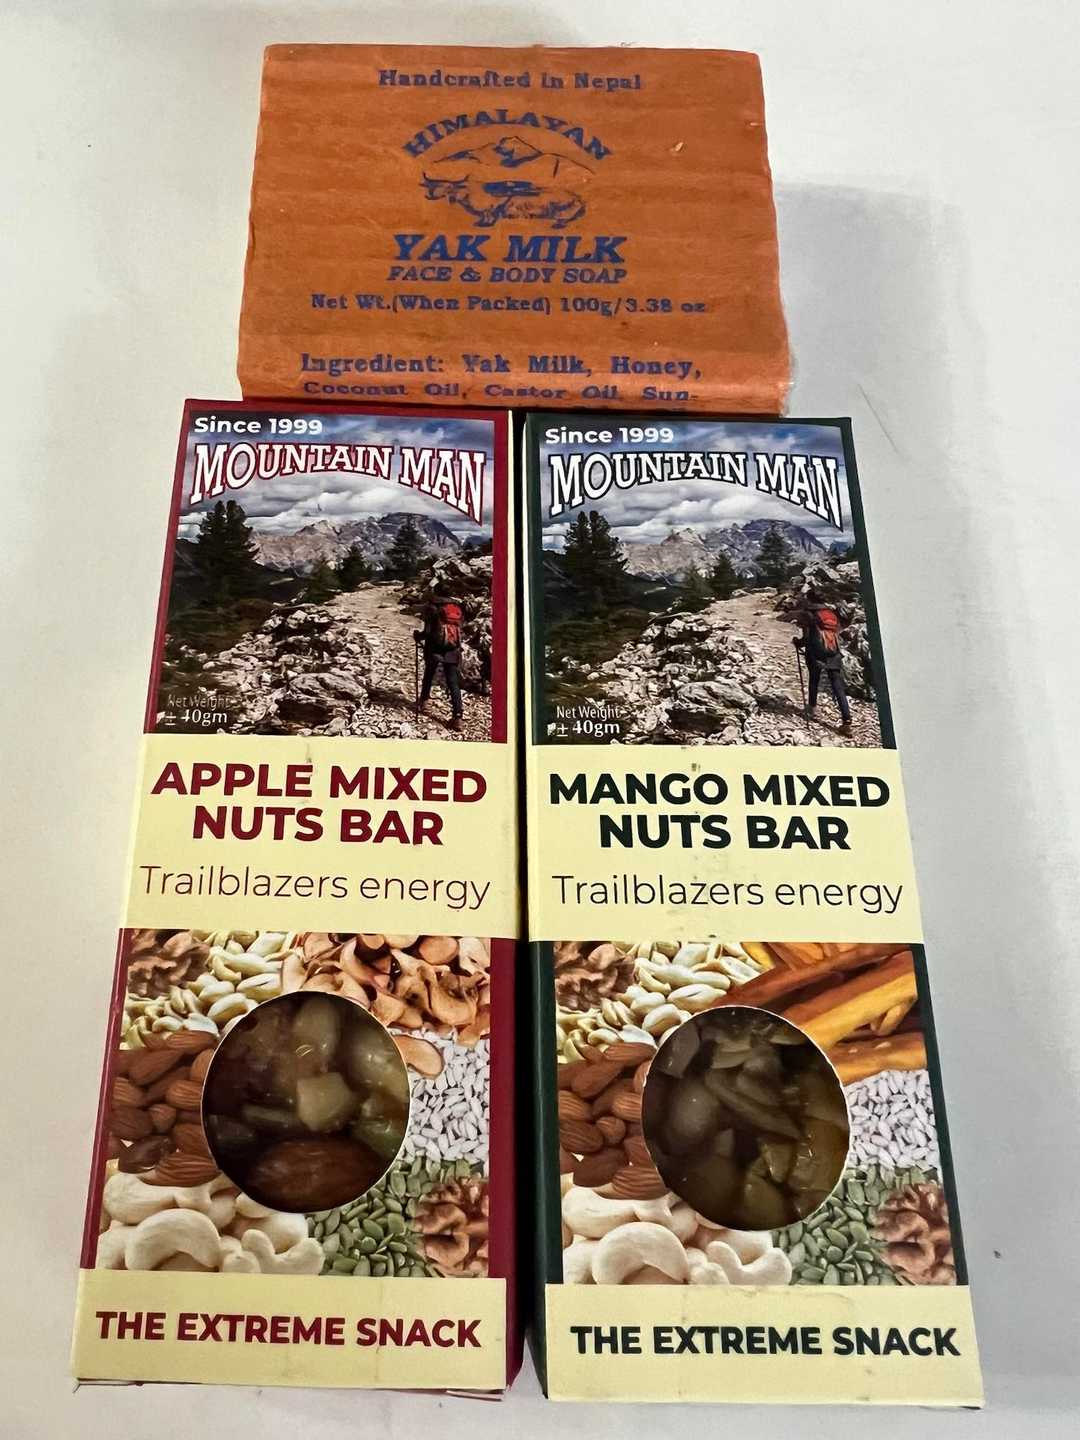 Handcrafted in Nepal
HIMALAYAN
YAK MILK
FACE & BODY SOAP
Net Wt.(When Packed) 100g/3.38 oz
Ingredient: Yak Milk, Honey,
Coconut Oil, Castor Oil, Sun-
Since 1999
MOUNTAIN MAN
Net Weight
± 40gm
APPLE MIXED
NUTS BAR
Trailblazers energy
THE EXTREME SNACK
Since 1999
MOUNTAIN MAN
Net Weight
± 40gm
MANGO MIXED
NUTS BAR
Trailblazers energy
THE EXTREME SNACK